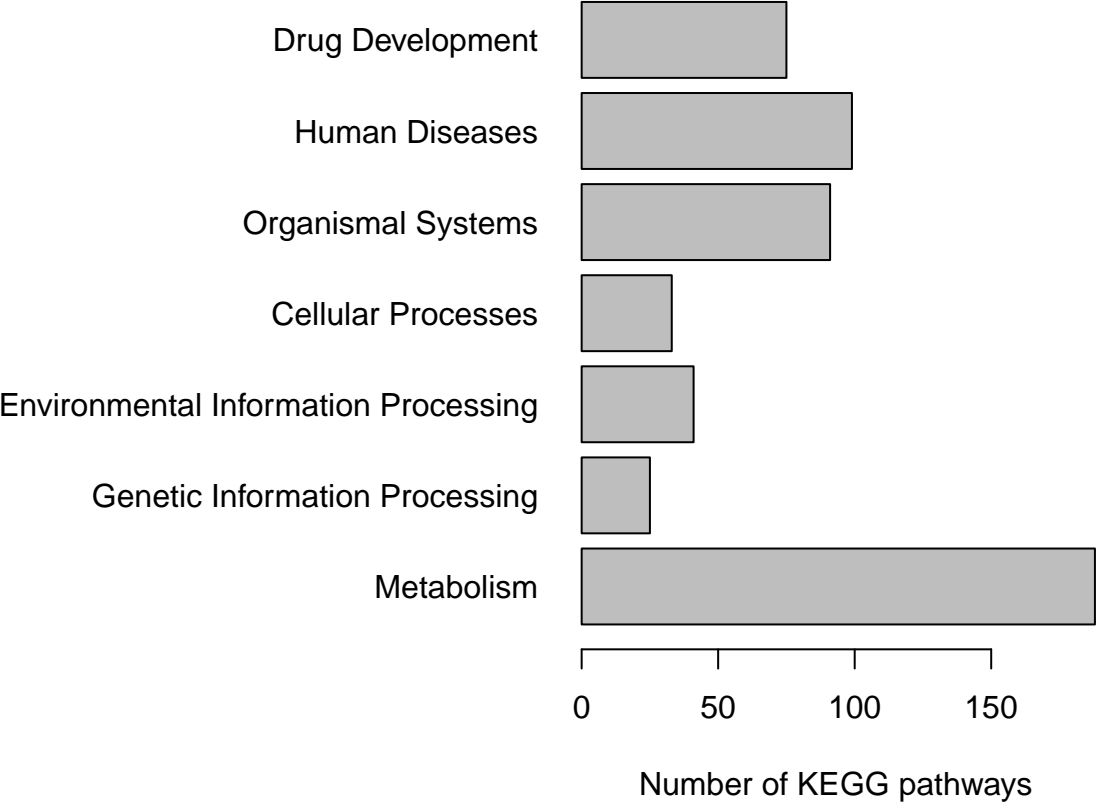 Drug Development
Human Diseases
Organismal Systems
Cellular Processes
Environmental Information Processing
Genetic Information Processing
Metabolism
0 50 100 150
Number of KEGG pathways